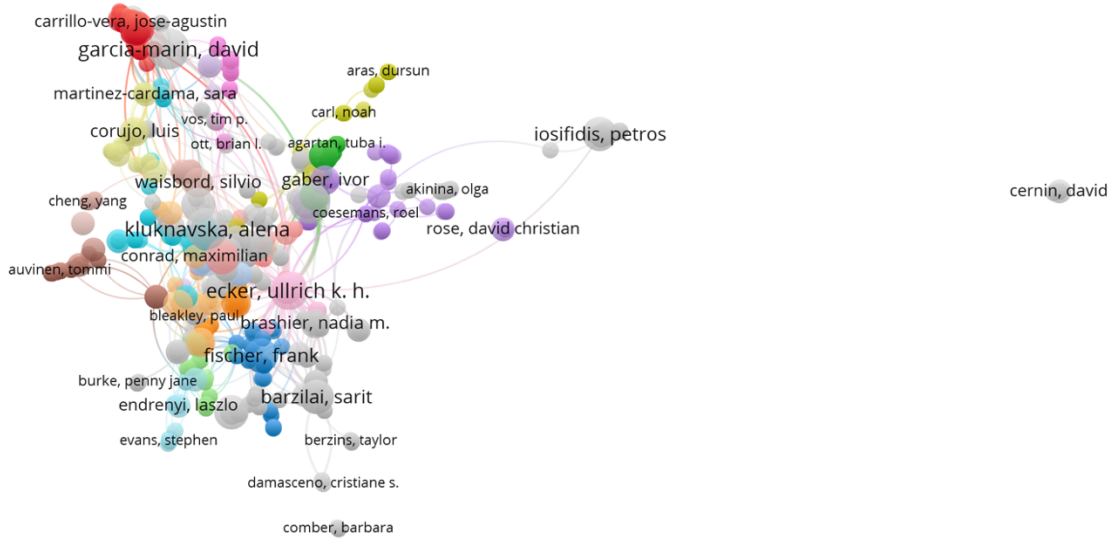 carrillo-vera, jose-agustin
garcia-marin, david
aras, dursun
martinez-cardama, sara
carl, noah
vos, tim p.
corujo, luis
iosifidis, petros
ott, brian l.
agartan, tuba i.
waisbord, silvio
gaber, ivor
akinina, olga
cernin, david
cheng, yang
coesemans, roel
kluknavska, alena
rose, david christian
conrad, maximilian
auvinen, tommi
ecker, ullrich k. h.
bleakley, paul
brashier, nadia m.
fischer, frank
burke, penny jane
barzilai, sarit
endrenyi, laszlo
evans, stephen
berzins, taylor
damasceno, cristiane s.
comber, barbara